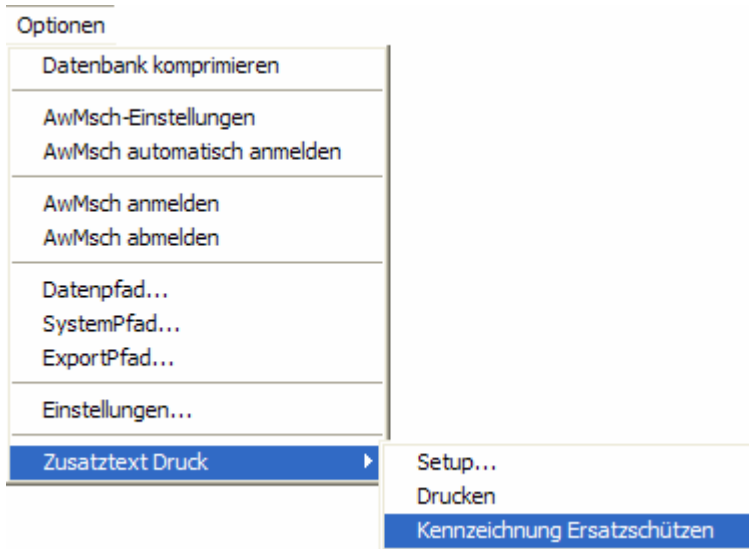 Optionen
Datenbank komprimieren
AwMsch-Einstellungen
AwMsch automatisch anmelden
AwMsch anmelden
AwMsch abmelden
Datenpfad...
SystemPfad...
ExportPfad...
Einstellungen...
Zusatztext Druck
Setup...
Drucken
Kennzeichnung Ersatzschützen